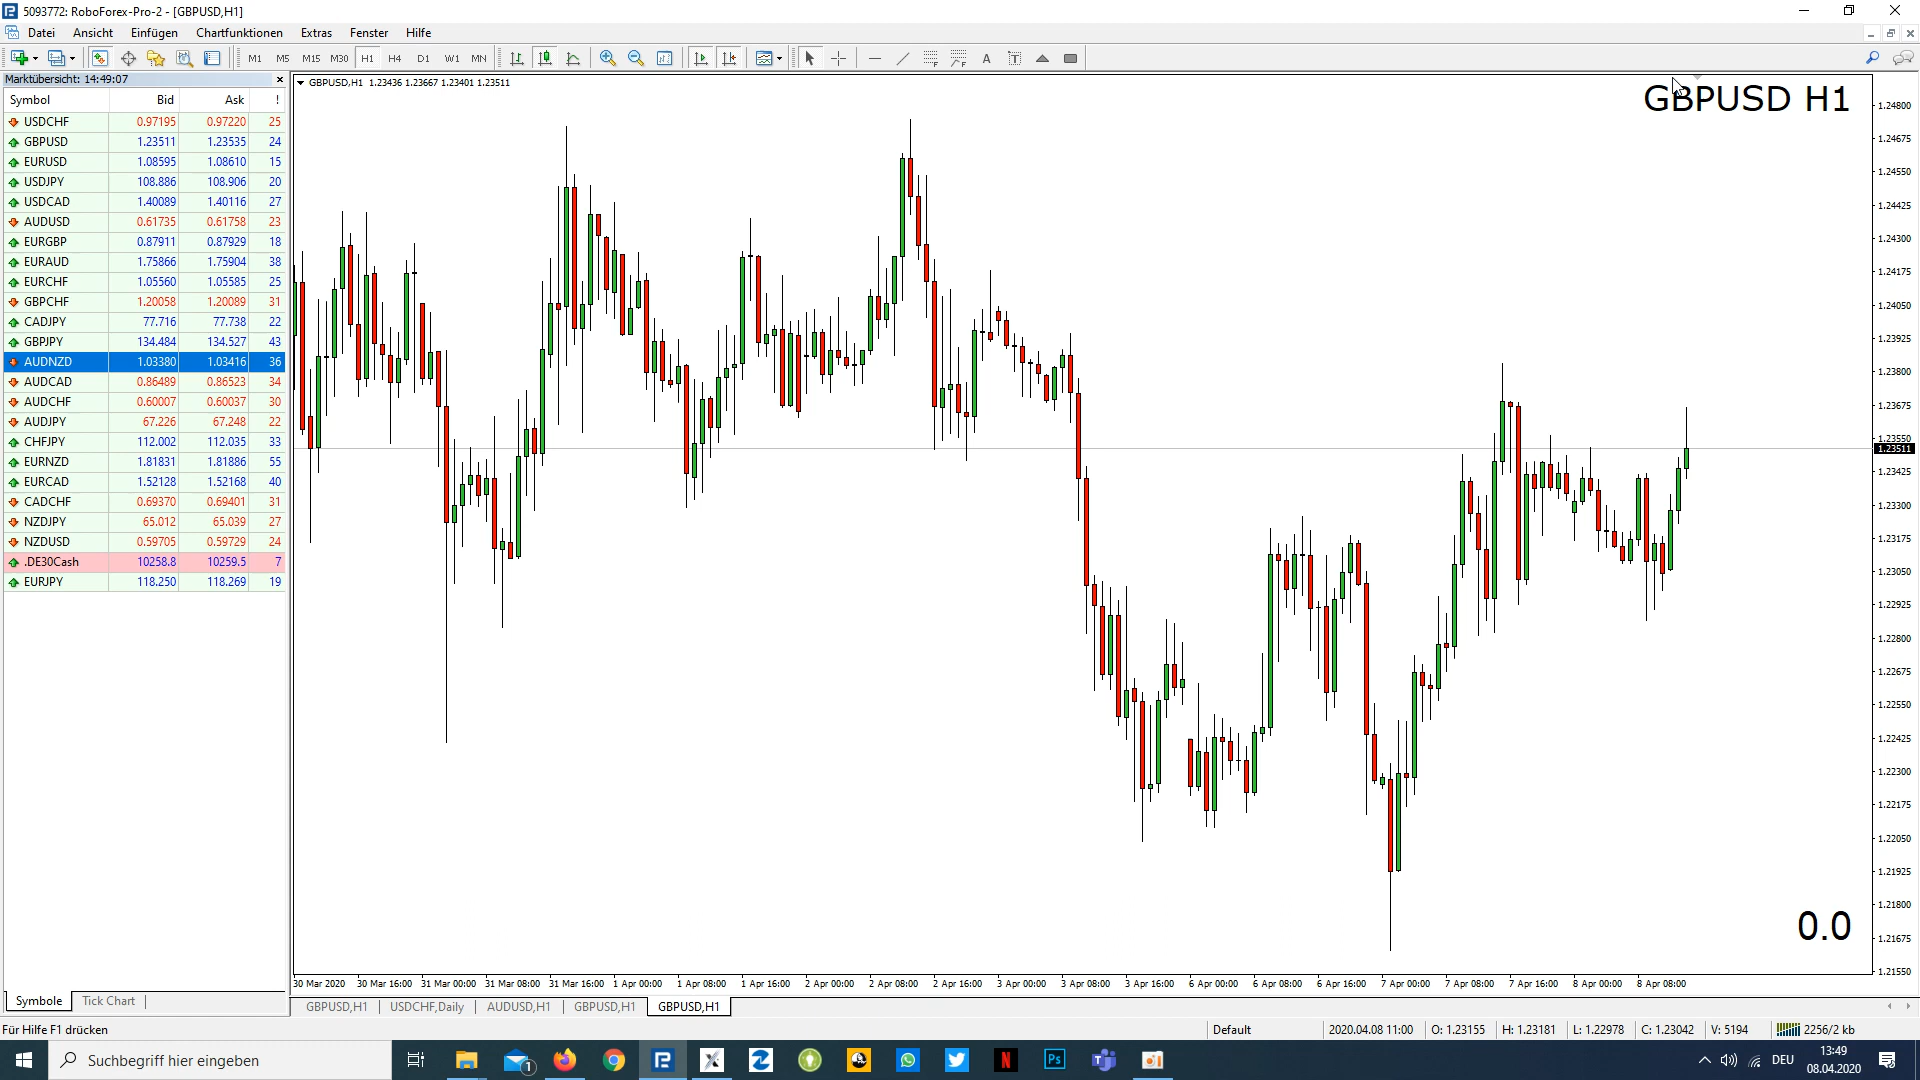 5093772: RoboForex-Pro-2 - [GBPUSD,H1]
Datei Ansicht Einfügen Chartfunktionen Extras Fenster Hilfe
M1 M5 M15 M30 H1 H4 D1 W1 MN A T
Marktübersicht: 14:49:07
Symbol Bid Ask !
USDCHF 0.97195 0.97220 25
GBPUSD 1.23511 1.23535 24
EURUSD 1.08595 1.08610 15
USDJPY 108.886 108.906 20
USDCAD 1.40089 1.40116 27
AUDUSD 0.61735 0.61758 23
EURGBP 0.87911 0.87929 18
EURAUD 1.75866 1.75904 38
EURCHF 1.05560 1.05585 25
GBPCHF 1.20058 1.20089 31
CADJPY 77.716 77.738 22
GBPJPY 134.484 134.527 43
AUDNZD 1.03380 1.03416 36
AUDCAD 0.86489 0.86523 34
AUDCHF 0.60007 0.60037 30
AUDJPY 67.226 67.248 22
CHFJPY 112.002 112.035 33
EURNZD 1.81831 1.81886 55
EURCAD 1.52128 1.52168 40
CADCHF 0.69370 0.69401 31
NZDJPY 65.012 65.039 27
NZDUSD 0.59705 0.59729 24
.DE30Cash 10258.8 10259.5 7
EURJPY 118.250 118.269 19
Symbole Tick Chart
GBPUSD,H1 1.23436 1.23667 1.23401 1.23511
GBPUSD H1
1.24800
1.24675
1.24550
1.24425
1.24300
1.24175
1.24050
1.23925
1.23800
1.23675
1.23550
1.23511
1.23425
1.23300
1.23175
1.23050
1.22925
1.22800
1.22675
1.22550
1.22425
1.22300
1.22175
1.22050
1.21925
1.21800
1.21675
1.21550
0.0
30 Mar 2020 30 Mar 16:00 31 Mar 00:00 31 Mar 08:00 31 Mar 16:00 1 Apr 00:00 1 Apr 08:00 1 Apr 16:00 2 Apr 00:00 2 Apr 08:00 2 Apr 16:00 3 Apr 00:00 3 Apr 08:00 3 Apr 16:00 6 Apr 00:00 6 Apr 08:00 6 Apr 16:00 7 Apr 00:00 7 Apr 08:00 7 Apr 16:00 8 Apr 00:00 8 Apr 08:00
GBPUSD,H1 USDCHF,Daily AUDUSD,H1 GBPUSD,H1 GBPUSD,H1
Für Hilfe F1 drücken Default 2020.04.08 11:00 O: 1.23155 H: 1.23181 L: 1.22978 C: 1.23042 V: 5194 2256/2 kb
Suchbegriff hier eingeben 1 N Ps DEU 13:49
08.04.2020